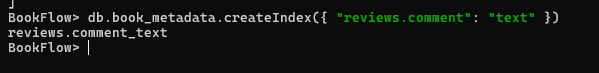 ]
BookFlow> db.book_metadata.createIndex({ "reviews.comment": "text" })
reviews.comment_text
BookFlow>